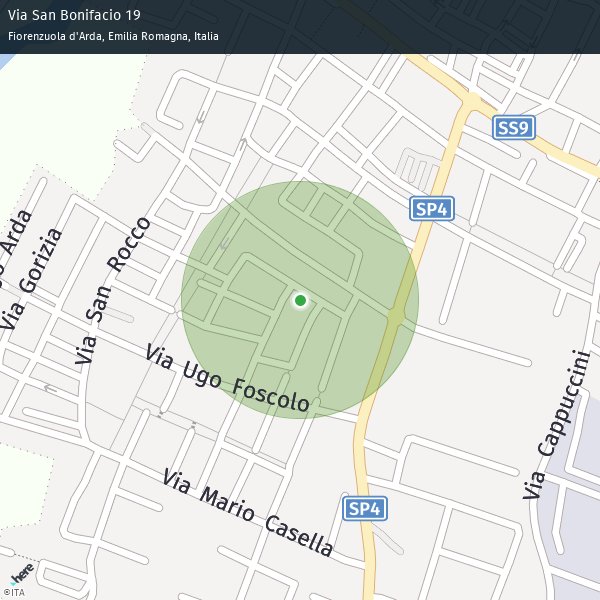 Via San Bonifacio 19
Fiorenzuola d'Arda, Emilia Romagna, Italia
SS9
SP4
o Arda
Via Gorizia
Via San Rocco
Via Ugo Foscolo
Via Cappuccini
Via Mario Casella
SP4
here
©ITA